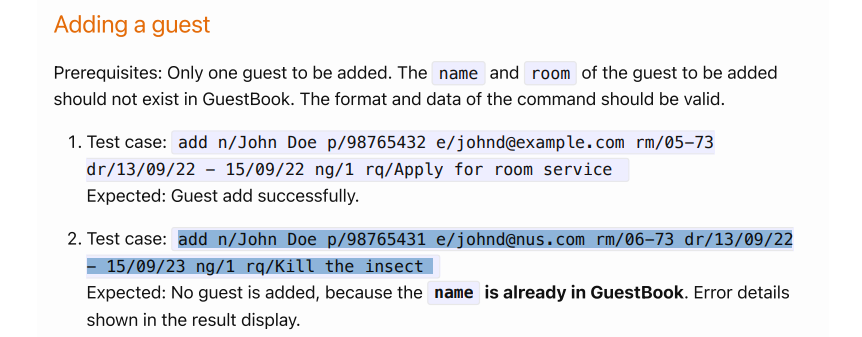 Adding a guest
Prerequisites: Only one guest to be added. The name and room of the guest to be added
should not exist in GuestBook. The format and data of the command should be valid.
1. Test case: add n/John Doe p/98765432 e/johnd@example.com rm/05-73
dr/13/09/22 - 15/09/22 ng/1 rq/Apply for room service
Expected: Guest add successfully.
2. Test case: add n/John Doe p/98765431 e/johnd@nus.com rm/06-73 dr/13/09/22
- 15/09/23 ng/1 rq/Kill the insect
Expected: No guest is added, because the name is already in GuestBook. Error details
shown in the result display.